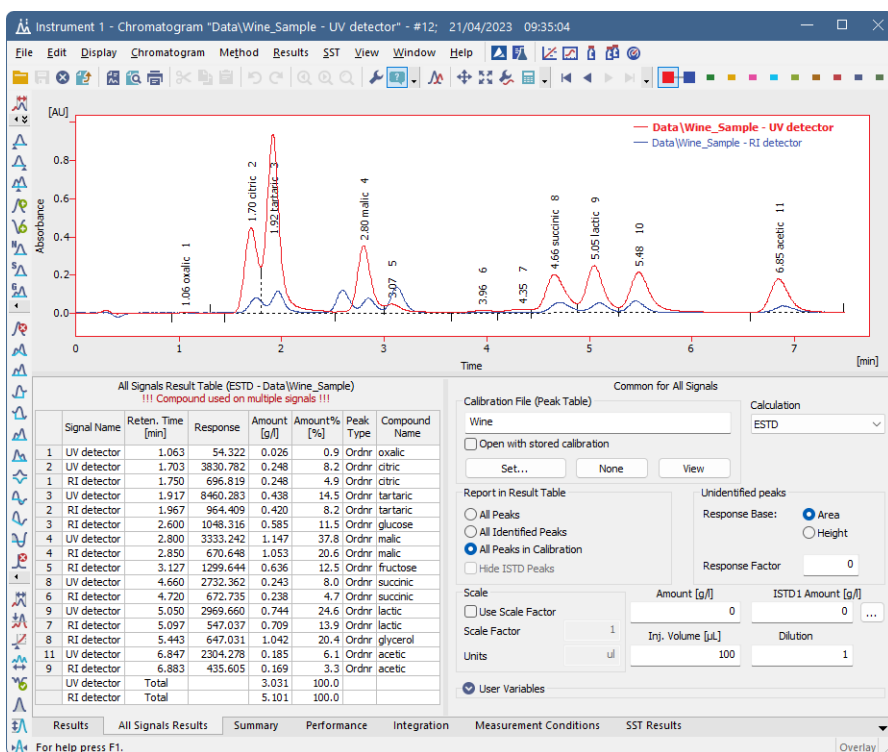 Instrument 1 - Chromatogram "Data\Wine_Sample - UV detector" - #12; 21/04/2023 09:35:04
File Edit Display Chromatogram Method Results SST View Window Help
[AU]
Data\Wine_Sample - UV detector
Data\Wine_Sample - RI detector
Absorbance
0.8
0.6
0.4
0.2
0.0
1.06 oxalic 1
1.70 citric 2
1.92 tartaric 3
2.80 malic 4
3.07 5
3.96 6
4.35 7
4.66 succinic 8
5.05 lactic 9
5.48 10
6.85 acetic 11
0 1 2 3 4 5 6 7
Time
[min]
All Signals Result Table (ESTD - Data\Wine_Sample)
!!! Compound used on multiple signals !!!
Signal Name Reten. Time [min] Response Amount [g/l] Amount% [%] Peak Type Compound Name
1 UV detector 1.063 54.322 0.026 0.9 Ordnr oxalic
2 UV detector 1.703 3830.782 0.248 8.2 Ordnr citric
1 RI detector 1.750 696.819 0.248 4.9 Ordnr citric
3 UV detector 1.917 8460.283 0.438 14.5 Ordnr tartaric
2 RI detector 1.967 964.409 0.420 8.2 Ordnr tartaric
3 RI detector 2.600 1048.316 0.585 11.5 Ordnr glucose
4 UV detector 2.800 3333.242 1.147 37.8 Ordnr malic
4 RI detector 2.850 670.648 1.053 20.6 Ordnr malic
5 RI detector 3.127 1299.644 0.636 12.5 Ordnr fructose
8 UV detector 4.660 2732.362 0.243 8.0 Ordnr succinic
6 RI detector 4.720 672.735 0.238 4.7 Ordnr succinic
9 UV detector 5.050 2969.660 0.744 24.6 Ordnr lactic
7 RI detector 5.097 547.037 0.709 13.9 Ordnr lactic
8 RI detector 5.443 647.031 1.042 20.4 Ordnr glycerol
11 UV detector 6.847 2304.278 0.185 6.1 Ordnr acetic
9 RI detector 6.883 435.605 0.169 3.3 Ordnr acetic
UV detector Total 3.031 100.0
RI detector Total 5.101 100.0
Common for All Signals
Calibration File (Peak Table)
Wine
Open with stored calibration
Set... None View
Calculation
ESTD
Report in Result Table
All Peaks
All Identified Peaks
All Peaks in Calibration
Hide ISTD Peaks
Unidentified peaks
Response Base: Area
Height
Response Factor 0
Scale
Use Scale Factor
Scale Factor 1
Units ul
Amount [g/l]
0
ISTD1 Amount [g/l]
0 ...
Inj. Volume [µL]
100
Dilution
1
User Variables
Results All Signals Results Summary Performance Integration Measurement Conditions SST Results
For help press F1.
Overlay